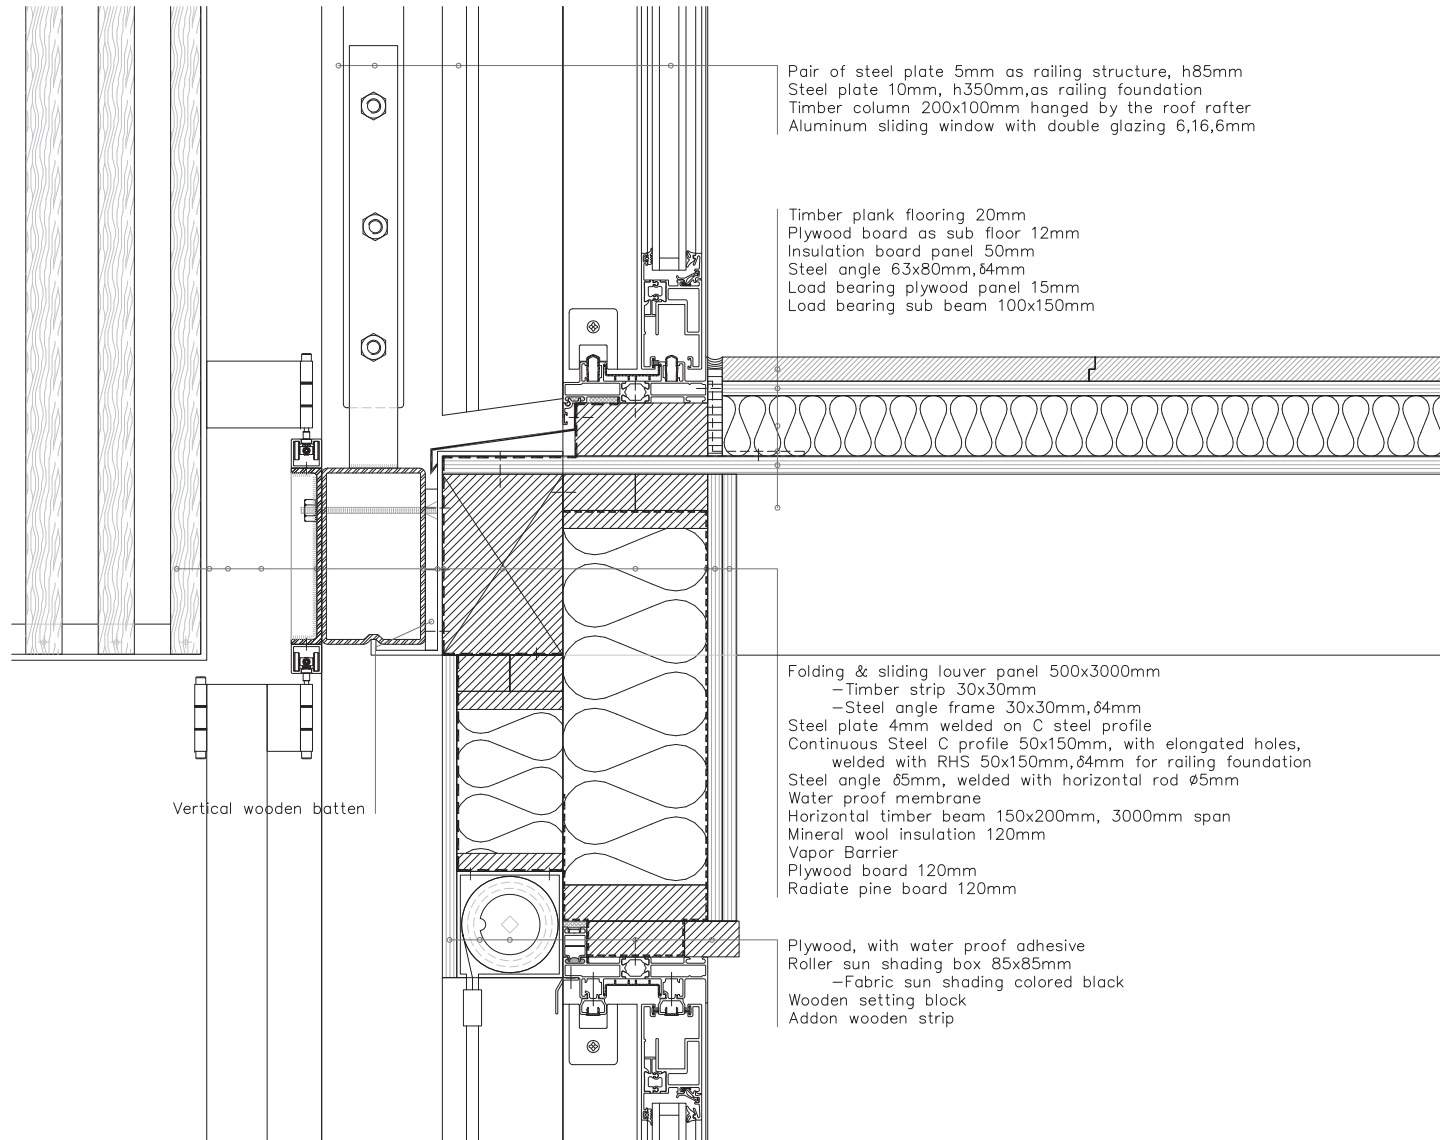 Pair of steel plate 5mm as railing structure, h85mm
Steel plate 10mm, h350mm,as railing foundation
Timber column 200x100mm hanged by the roof rafter
Aluminum sliding window with double glazing 6,16,6mm
Timber plank flooring 20mm
Plywood board as sub floor 12mm
Insulation board panel 50mm
Steel angle 63x80mm,δ4mm
Load bearing plywood panel 15mm
Load bearing sub beam 100x150mm
Folding & sliding louver panel 500x3000mm
-Timber strip 30x30mm
-Steel angle frame 30x30mm,δ4mm
Steel plate 4mm welded on C steel profile
Continuous Steel C profile 50x150mm, with elongated holes,
welded with RHS 50x150mm,δ4mm for railing foundation
Steel angle δ5mm, welded with horizontal rod ø5mm
Water proof membrane
Horizontal timber beam 150x200mm, 3000mm span
Mineral wool insulation 120mm
Vapor Barrier
Plywood board 120mm
Radiate pine board 120mm
Vertical wooden batten
Plywood, with water proof adhesive
Roller sun shading box 85x85mm
-Fabric sun shading colored black
Wooden setting block
Addon wooden strip